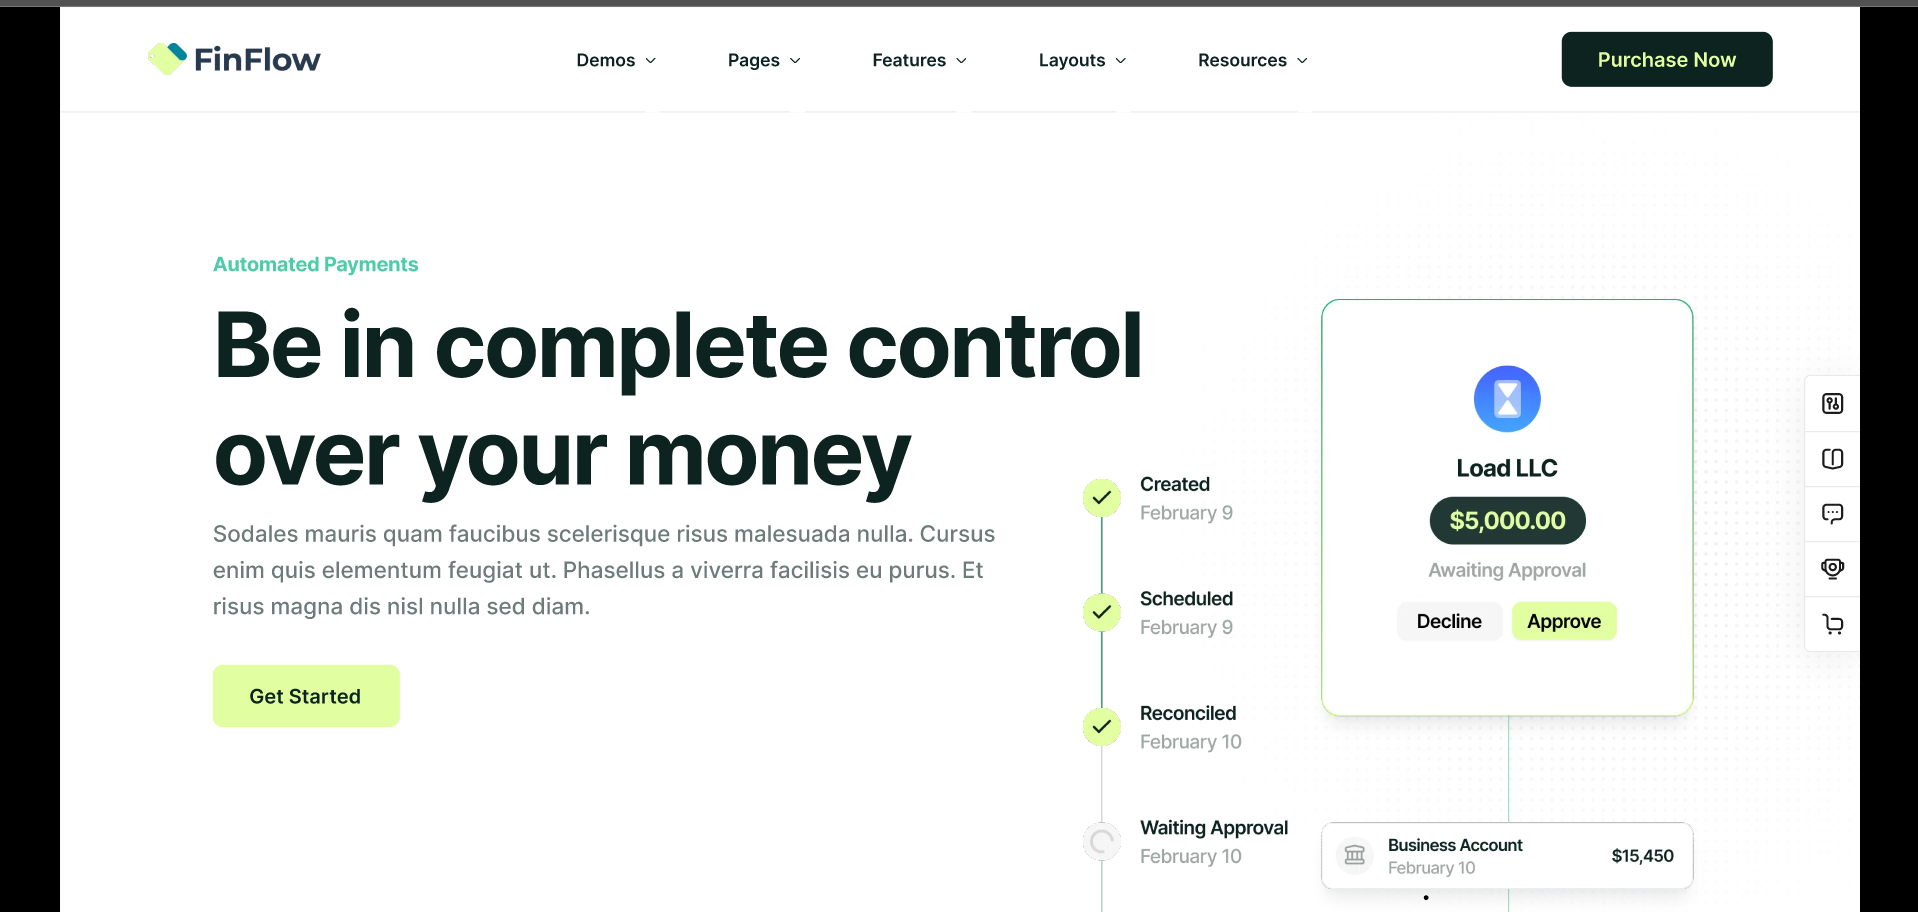 FinFlow
Demos
Pages
Features
Layouts
Resources
Purchase Now
Automated Payments
Be in complete control
over your money
Sodales mauris quam faucibus scelerisque risus malesuada nulla. Cursus
enim quis elementum feugiat ut. Phasellus a viverra facilisis eu purus. Et
risus magna dis nisl nulla sed diam.
Get Started
Created
February 9
Scheduled
February 9
Reconciled
February 10
Waiting Approval
February 10
Load LLC
$5,000.00
Awaiting Approval
Decline
Approve
Business Account
February 10
$15,450